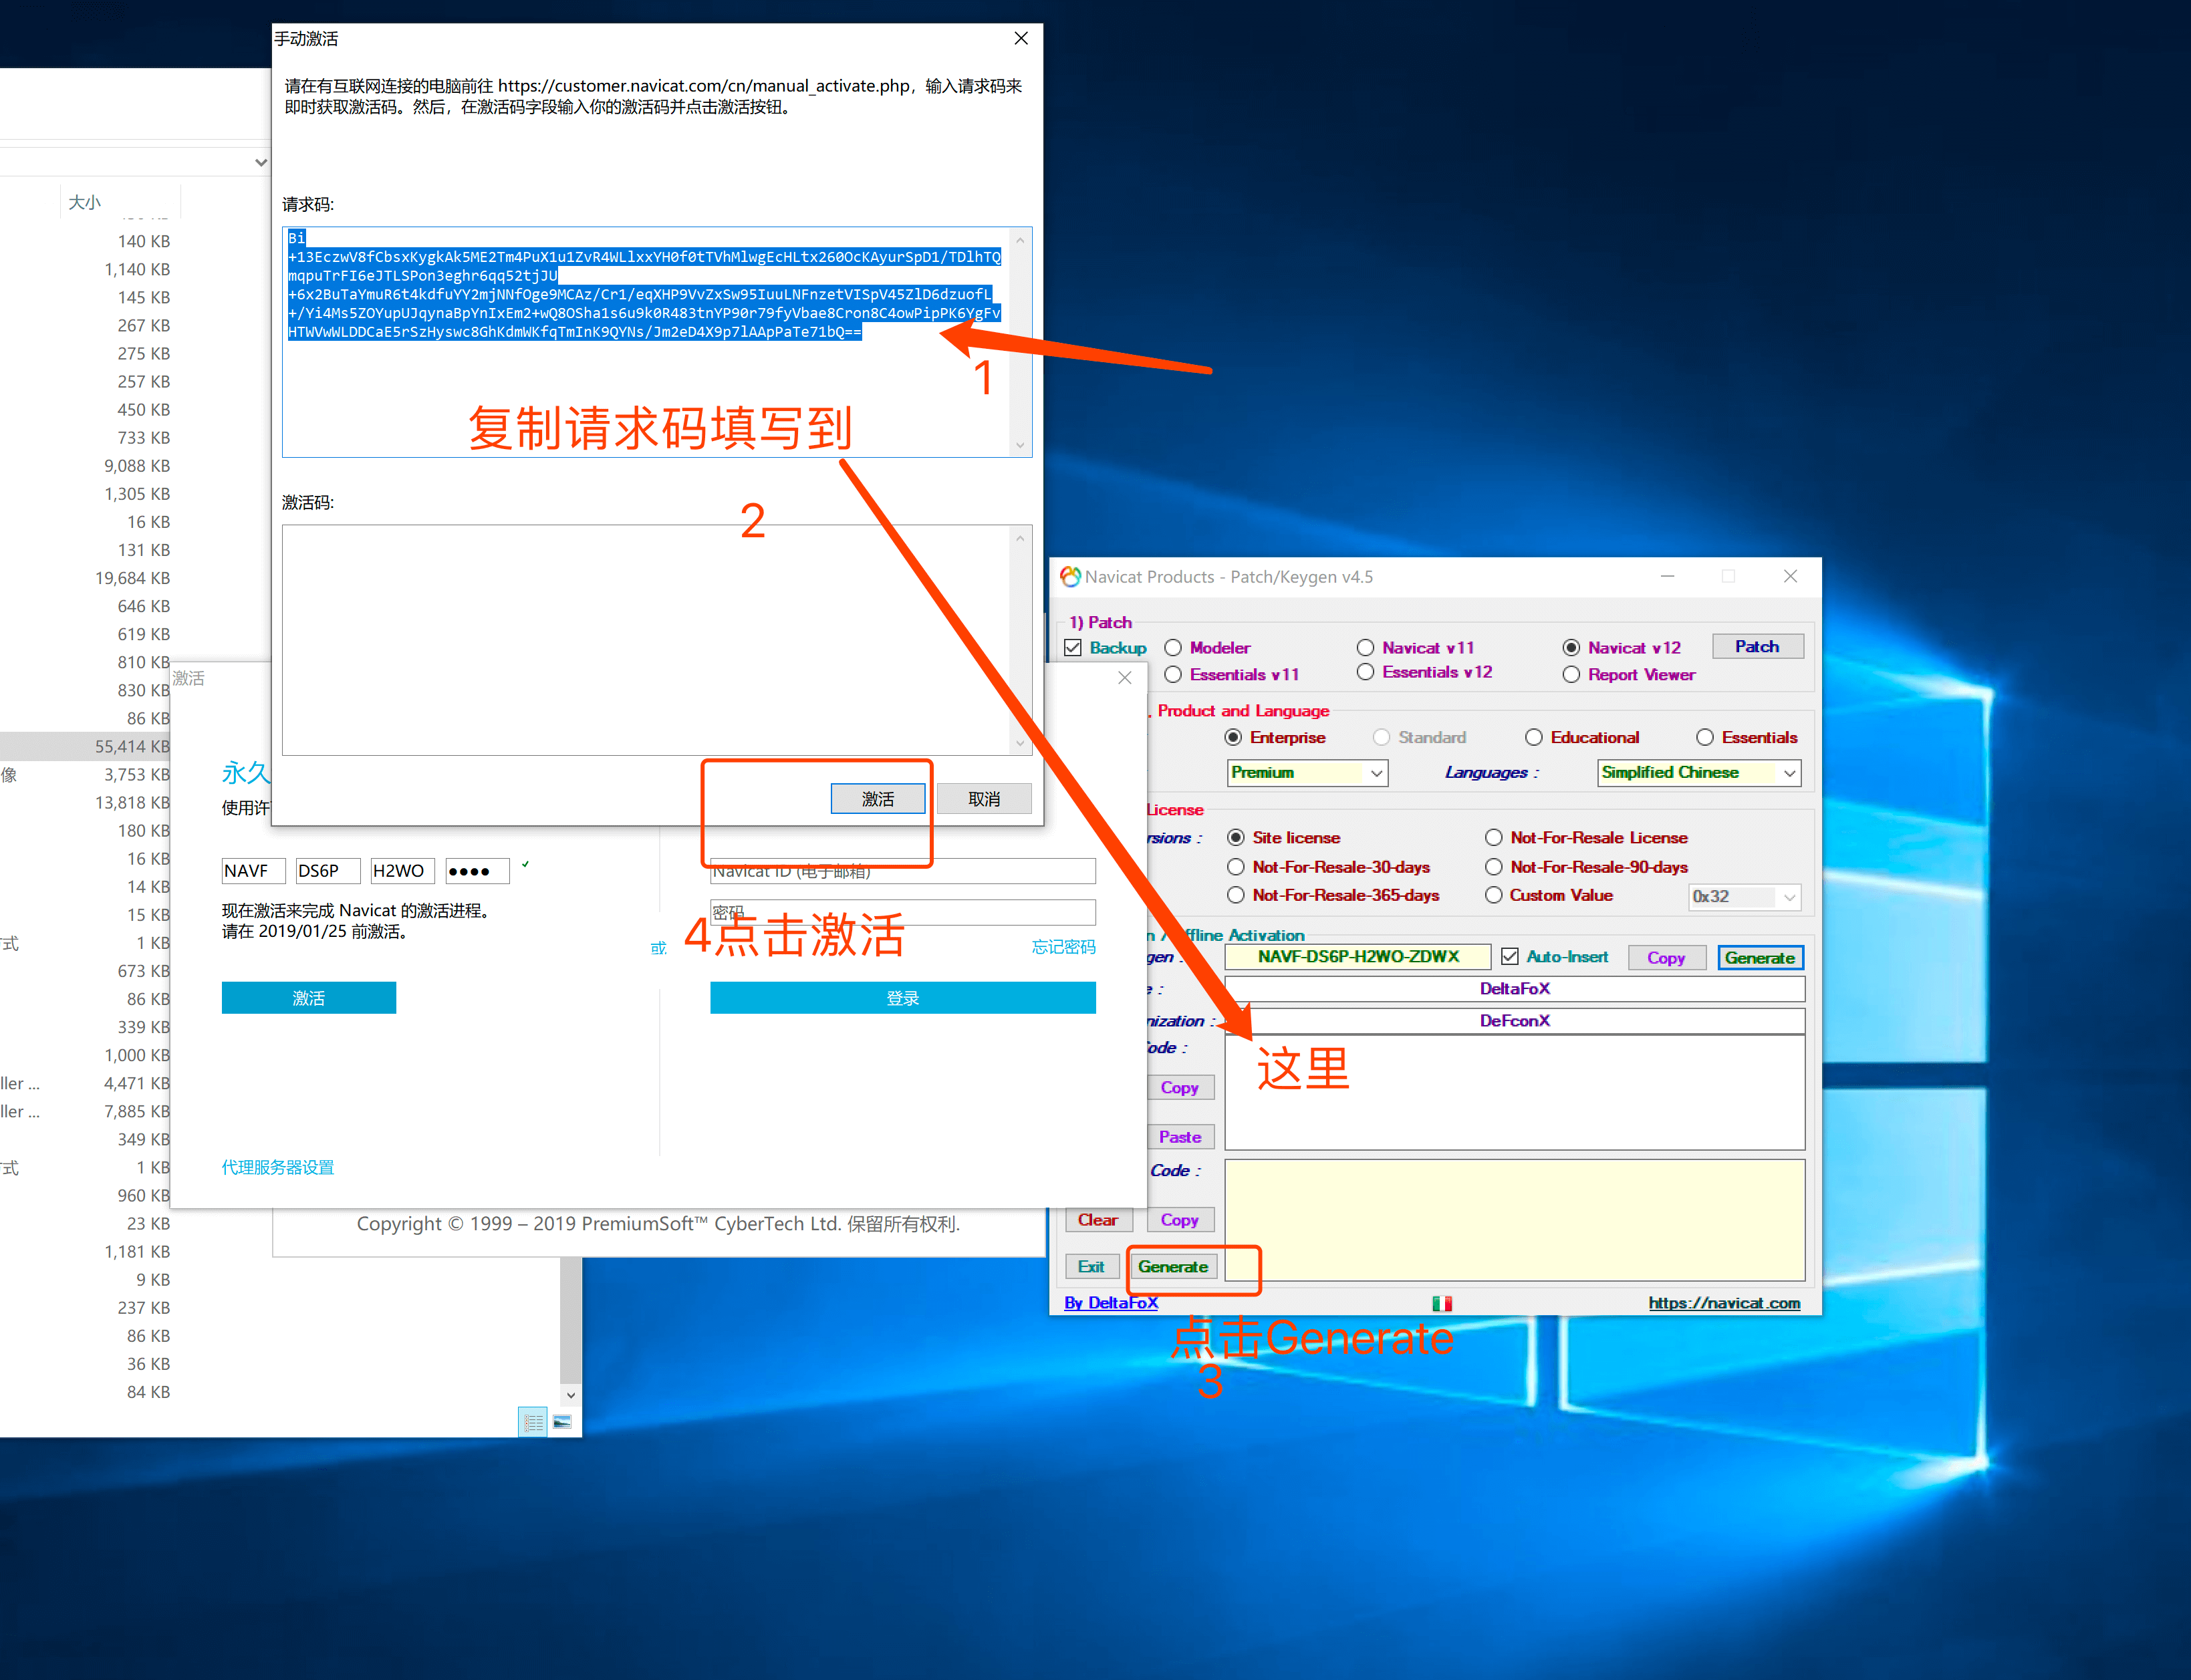 手动激活
请在有互联网连接的电脑前往 https://customer.navicat.com/cn/manual_activate.php，输入请求码来
即时获取激活码。然后，在激活码字段输入你的激活码并点击激活按钮。
请求码:
Bi
+13EczwV8fCbsxKygkAk5ME2Tm4PuX1u1ZvR4WLlxxYH0f0tTVhMlwgEcHLtx260OcKAyurSpD1/TDlhTQ
mqpuTrFI6eJTLSPon3eghr6qq52tjJU
+6x2BuTaYmuR6t4kdfuYY2mjNNfOge9MCAz/Cr1/eqXHP9VvZxSw95IuuLNFnzetVISpV45ZlD6dzuofL
+/Yi4Ms5ZOYupUJqynaBpYnIxEm2+wQ8OSha1s6u9k0R483tnYP90r79fyVbae8Cron8C4owPipPK6YgFv
HTWVwWLDDCaE5rSzHyswc8GhKdmWKfqTmInK9QYNs/Jm2eD4X9p7lAApPaTe71bQ==
1
复制请求码填写到
2
激活码:
激活
取消
大小
140 KB
1,140 KB
145 KB
267 KB
275 KB
257 KB
450 KB
733 KB
9,088 KB
1,305 KB
16 KB
131 KB
19,684 KB
646 KB
619 KB
810 KB
830 KB
86 KB
55,414 KB
像 3,753 KB
13,818 KB
180 KB
16 KB
14 KB
15 KB
式 1 KB
673 KB
86 KB
339 KB
1,000 KB
ller ... 4,471 KB
ller ... 7,885 KB
349 KB
式 1 KB
960 KB
23 KB
1,181 KB
9 KB
237 KB
86 KB
36 KB
84 KB
激活
永久
使用许
NAVF DS6P H2WO ●●●●
现在激活来完成 Navicat 的激活进程。
请在 2019/01/25 前激活。
激活
代理服务器设置
或
Navicat ID (电子邮箱)
密码
4点击激活
忘记密码
登录
Copyright © 1999 – 2019 PremiumSoft™ CyberTech Ltd. 保留所有权利.
Navicat Products - Patch/Keygen v4.5
1) Patch
Backup Modeler Navicat v11 Navicat v12 Patch
Essentials v11 Essentials v12 Report Viewer
. Product and Language
Enterprise Standard Educational Essentials
Premium Languages : Simplified Chinese
License
rsions : Site license Not-For-Resale License
Not-For-Resale-30-days Not-For-Resale-90-days
Not-For-Resale-365-days Custom Value 0x32
n / Offline Activation
gen : NAVF-DS6P-H2WO-ZDWX Auto-Insert Copy Generate
e : DeltaFoX
nization : DeFconX
ode :
这里
Copy
Paste
Code :
Clear Copy
Exit Generate
By DeltaFoX https://navicat.com
点击Generate
3